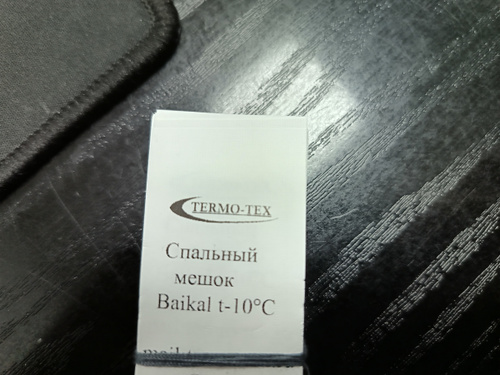 TERMO-TEX
Спальный
мешок
Baikal t-10°C